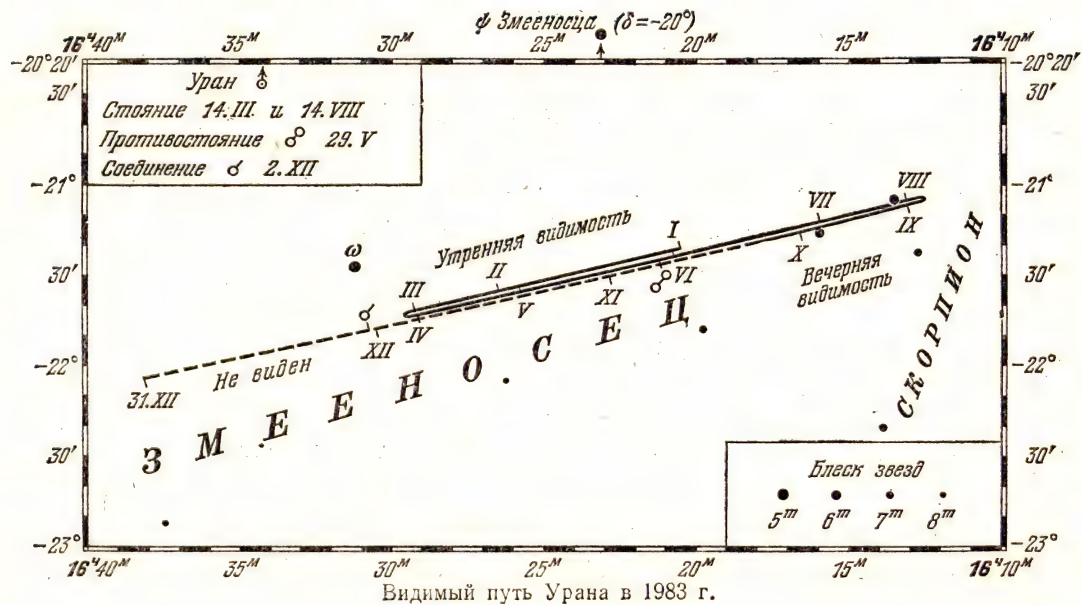 ψ Змееносца (δ=−20°)
16ч40м 35м 30м 25м 20м 15м 16ч10м
−20°20′ −20°20′
30′ 30′
Уран
Стояние 14.III. и 14.VIII
Противостояние ☍ 29.V
Соединение ☌ 2.XII
−21° −21°
VIII
VII
IX
I
X
Утренняя видимость
ω
II
VI
30′ 30′
Вечерняя
видимость
III
XI
V
IV
XII
−22° −22°
Не виден
31.XII
ЗМЕЕНОСЕЦ
СКОРПИОН
30′ 30′
Блеск звезд
5m 6m 7m 8m
−23° −23°
16ч40м 35м 30м 25м 20м 15м 16ч10м
Видимый путь Урана в 1983 г.